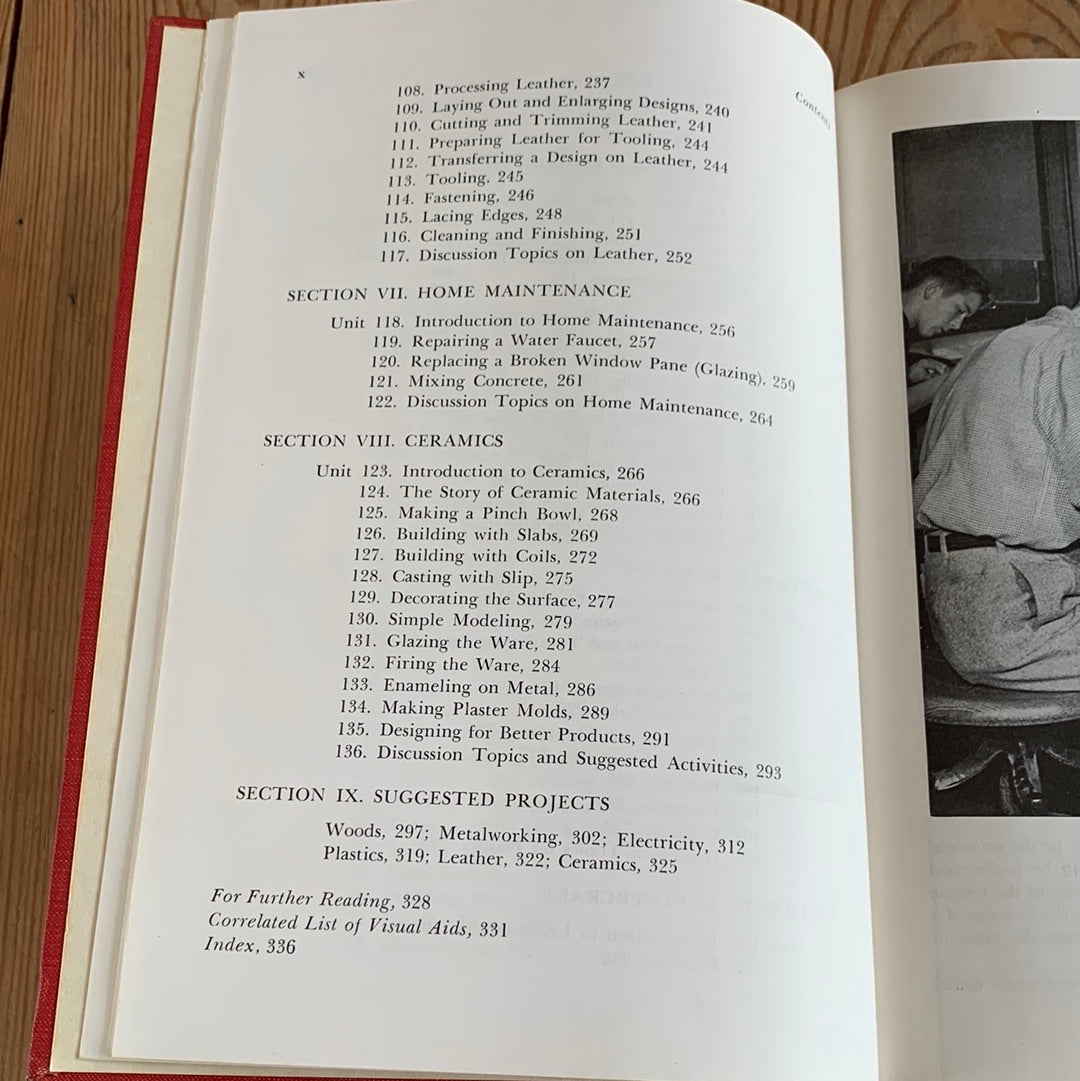 x
Contents
108. Processing Leather, 237
109. Laying Out and Enlarging Designs, 240
110. Cutting and Trimming Leather, 241
111. Preparing Leather for Tooling, 244
112. Transferring a Design on Leather, 244
113. Tooling, 245
114. Fastening, 246
115. Lacing Edges, 248
116. Cleaning and Finishing, 251
117. Discussion Topics on Leather, 252
SECTION VII. HOME MAINTENANCE
Unit 118. Introduction to Home Maintenance, 256
119. Repairing a Water Faucet, 257
120. Replacing a Broken Window Pane (Glazing), 259
121. Mixing Concrete, 261
122. Discussion Topics on Home Maintenance, 264
SECTION VIII. CERAMICS
Unit 123. Introduction to Ceramics, 266
124. The Story of Ceramic Materials, 266
125. Making a Pinch Bowl, 268
126. Building with Slabs, 269
127. Building with Coils, 272
128. Casting with Slip, 275
129. Decorating the Surface, 277
130. Simple Modeling, 279
131. Glazing the Ware, 281
132. Firing the Ware, 284
133. Enameling on Metal, 286
134. Making Plaster Molds, 289
135. Designing for Better Products, 291
136. Discussion Topics and Suggested Activities, 293
SECTION IX. SUGGESTED PROJECTS
Woods, 297; Metalworking, 302; Electricity, 312
Plastics, 319; Leather, 322; Ceramics, 325
For Further Reading, 328
Correlated List of Visual Aids, 331
Index, 336